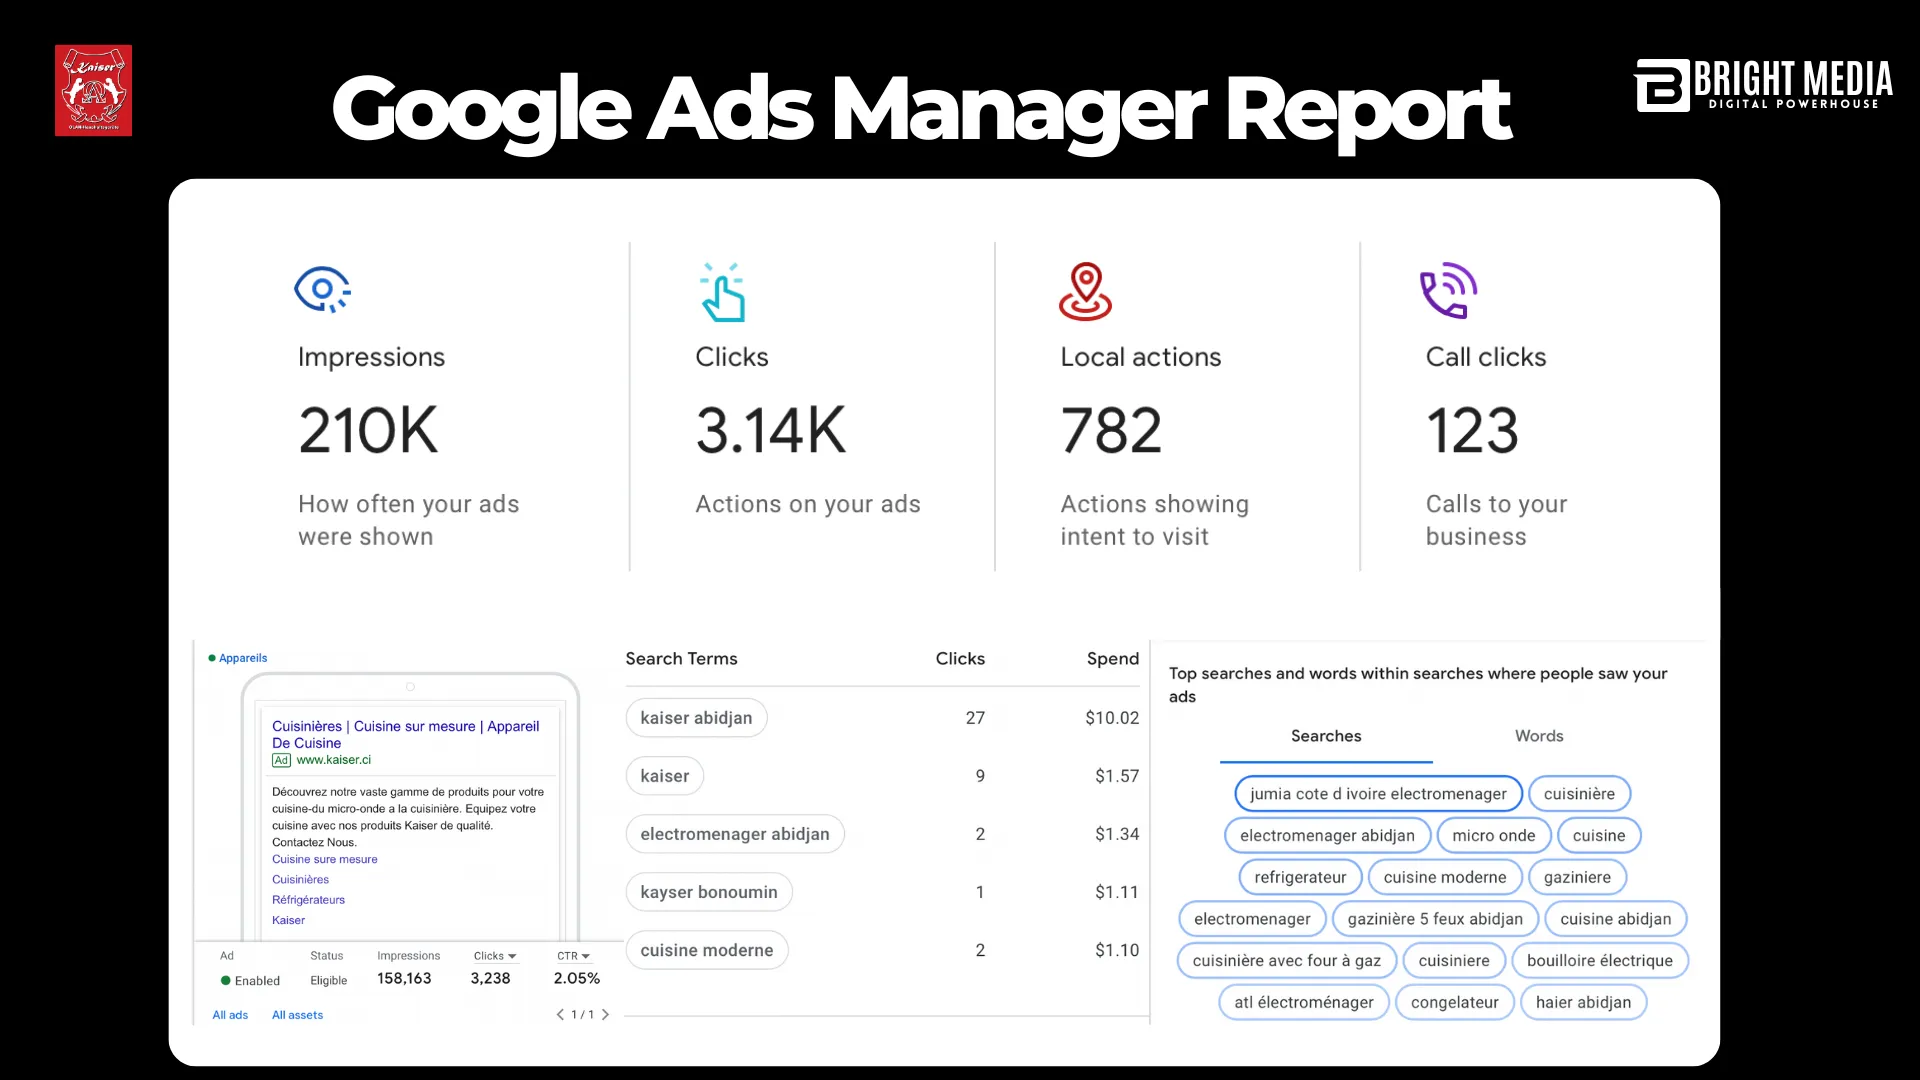 Kaiser
Google Ads Manager Report
BRIGHT MEDIA
DIGITAL POWERHOUSE
Impressions
210K
How often your ads
were shown
Clicks
3.14K
Actions on your ads
Local actions
782
Actions showing
intent to visit
Call clicks
123
Calls to your
business
Appareils
Cuisinières | Cuisine sur mesure | Appareil
De Cuisine
Ad www.kaiser.ci
Découvrez notre vaste gamme de produits pour votre
cuisine-du micro-onde a la cuisinière. Equipez votre
cuisine avec nos produits Kaiser de qualité.
Contactez Nous.
Cuisine sure mesure
Cuisinières
Réfrigérateurs
Kaiser
Ad Status Impressions Clicks CTR
Enabled Eligible 158,163 3,238 2.05%
All ads All assets 1 / 1
Search Terms Clicks Spend
kaiser abidjan 27 $10.02
kaiser 9 $1.57
electromenager abidjan 2 $1.34
kayser bonoumin 1 $1.11
cuisine moderne 2 $1.10
Top searches and words within searches where people saw your
ads
Searches Words
jumia cote d ivoire electromenager cuisinière
electromenager abidjan micro onde cuisine
refrigerateur cuisine moderne gaziniere
electromenager gazinière 5 feux abidjan cuisine abidjan
cuisinière avec four à gaz cuisiniere bouilloire électrique
atl électroménager congelateur haier abidjan